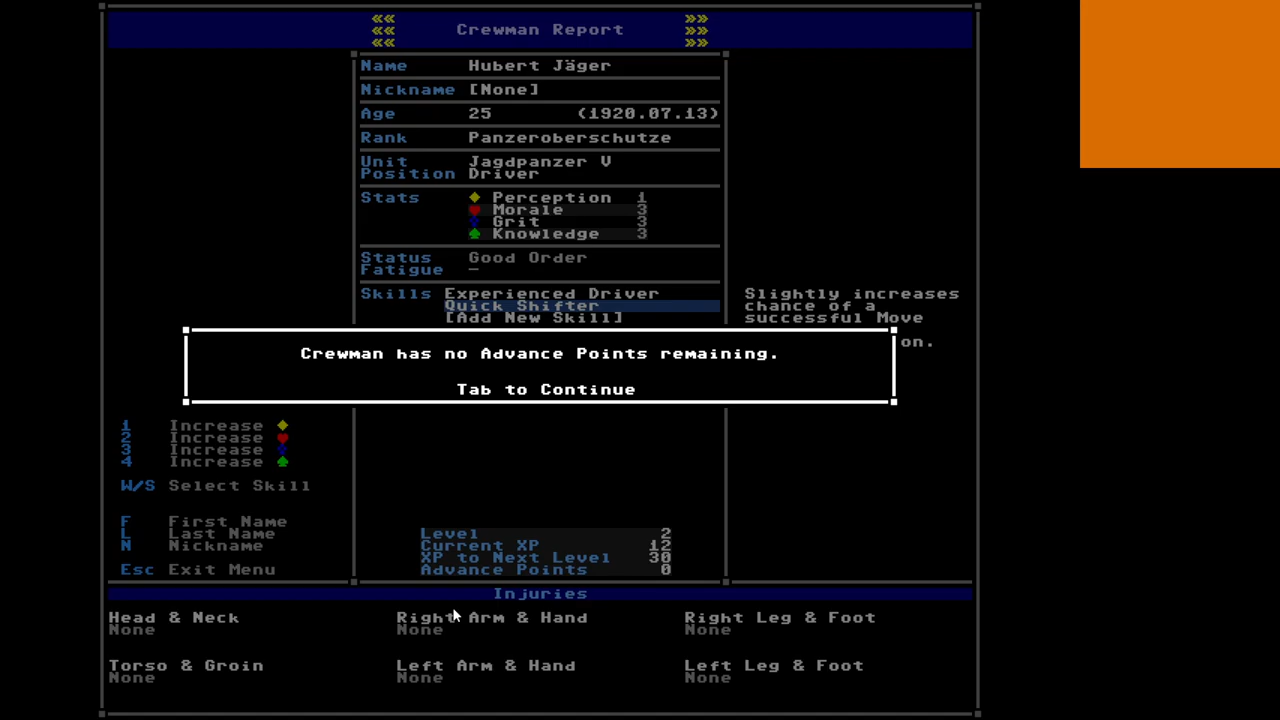 «« Crewman Report »»
««
»»
««
»»
Name Hubert Jäger
Nickname [None]
Age 25 (1920.07.13)
Rank Panzeroberschutze
Unit Jagdpanzer V
Position Driver
Stats ♦ Perception 1
♥ Morale 3
Grit 3
♠ Knowledge 3
Status Good Order
Fatigue –
Skills Experienced Driver
Quick Shifter
[Add New Skill]
Slightly increases
chance of a
successful Move
on.
Crewman has no Advance Points remaining.
Tab to Continue
1 Increase ♦
2 Increase ♥
3 Increase
4 Increase ♠
W/S Select Skill
F First Name
L Last Name
N Nickname
Esc Exit Menu
Level 2
Current XP 12
XP to Next Level 30
Advance Points 0
Injuries
Head & Neck
None
Right Arm & Hand
None
Right Leg & Foot
None
Torso & Groin
None
Left Arm & Hand
None
Left Leg & Foot
None